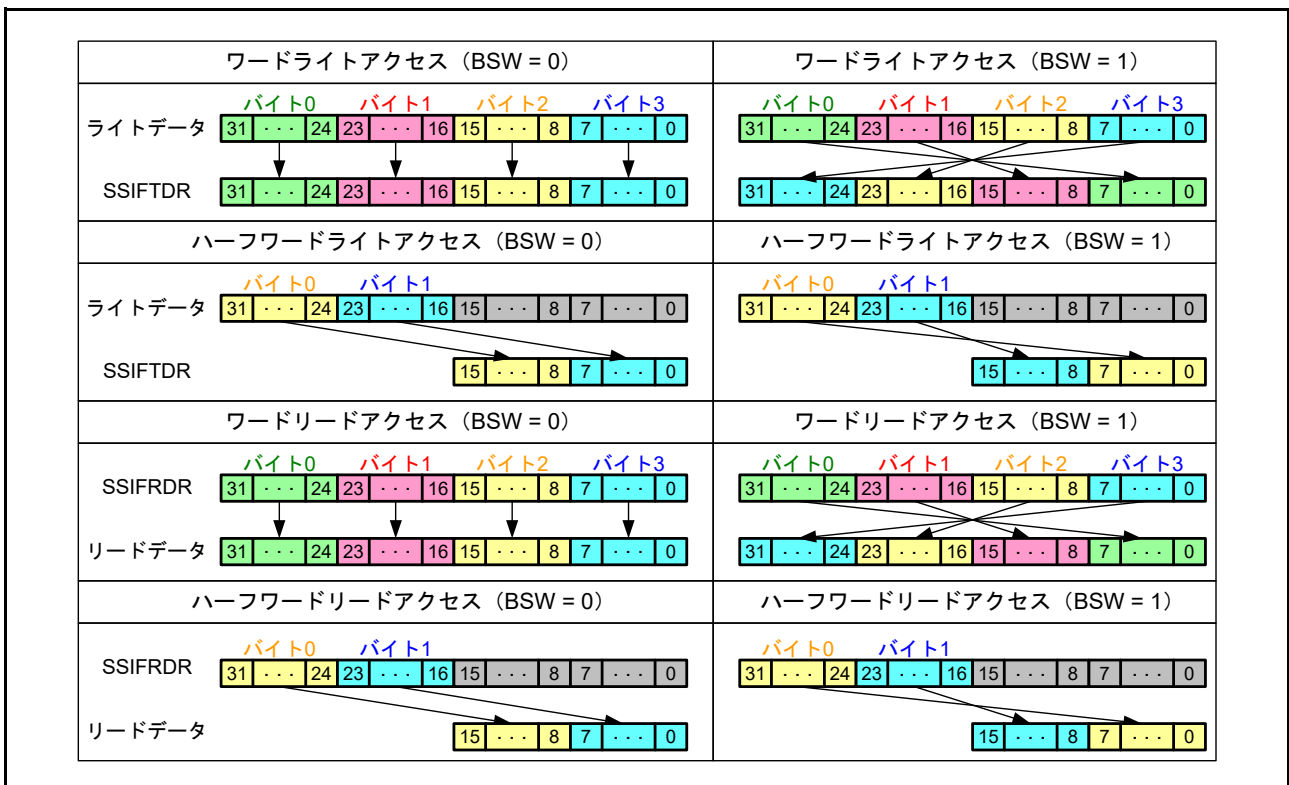 ワードライトアクセス（BSW = 0） ワードライトアクセス（BSW = 1）
バイト0 バイト1 バイト2 バイト3 バイト0 バイト1 バイト2 バイト3
ライトデータ 31 ・・・ 24 23 ・・・ 16 15 ・・・ 8 7 ・・・ 0 31 ・・・ 24 23 ・・・ 16 15 ・・・ 8 7 ・・・ 0
SSIFTDR 31 ・・・ 24 23 ・・・ 16 15 ・・・ 8 7 ・・・ 0 31 ・・・ 24 23 ・・・ 16 15 ・・・ 8 7 ・・・ 0
ハーフワードライトアクセス（BSW = 0） ハーフワードライトアクセス（BSW = 1）
バイト0 バイト1 バイト0 バイト1
ライトデータ 31 ・・・ 24 23 ・・・ 16 15 ・・・ 8 7 ・・・ 0 31 ・・・ 24 23 ・・・ 16 15 ・・・ 8 7 ・・・ 0
SSIFTDR 15 ・・・ 8 7 ・・・ 0 15 ・・・ 8 7 ・・・ 0
ワードリードアクセス（BSW = 0） ワードリードアクセス（BSW = 1）
バイト0 バイト1 バイト2 バイト3 バイト0 バイト1 バイト2 バイト3
SSIFRDR 31 ・・・ 24 23 ・・・ 16 15 ・・・ 8 7 ・・・ 0 31 ・・・ 24 23 ・・・ 16 15 ・・・ 8 7 ・・・ 0
リードデータ 31 ・・・ 24 23 ・・・ 16 15 ・・・ 8 7 ・・・ 0 31 ・・・ 24 23 ・・・ 16 15 ・・・ 8 7 ・・・ 0
ハーフワードリードアクセス（BSW = 0） ハーフワードリードアクセス（BSW = 1）
バイト0 バイト1 バイト0 バイト1
SSIFRDR 31 ・・・ 24 23 ・・・ 16 15 ・・・ 8 7 ・・・ 0 31 ・・・ 24 23 ・・・ 16 15 ・・・ 8 7 ・・・ 0
リードデータ 15 ・・・ 8 7 ・・・ 0 15 ・・・ 8 7 ・・・ 0